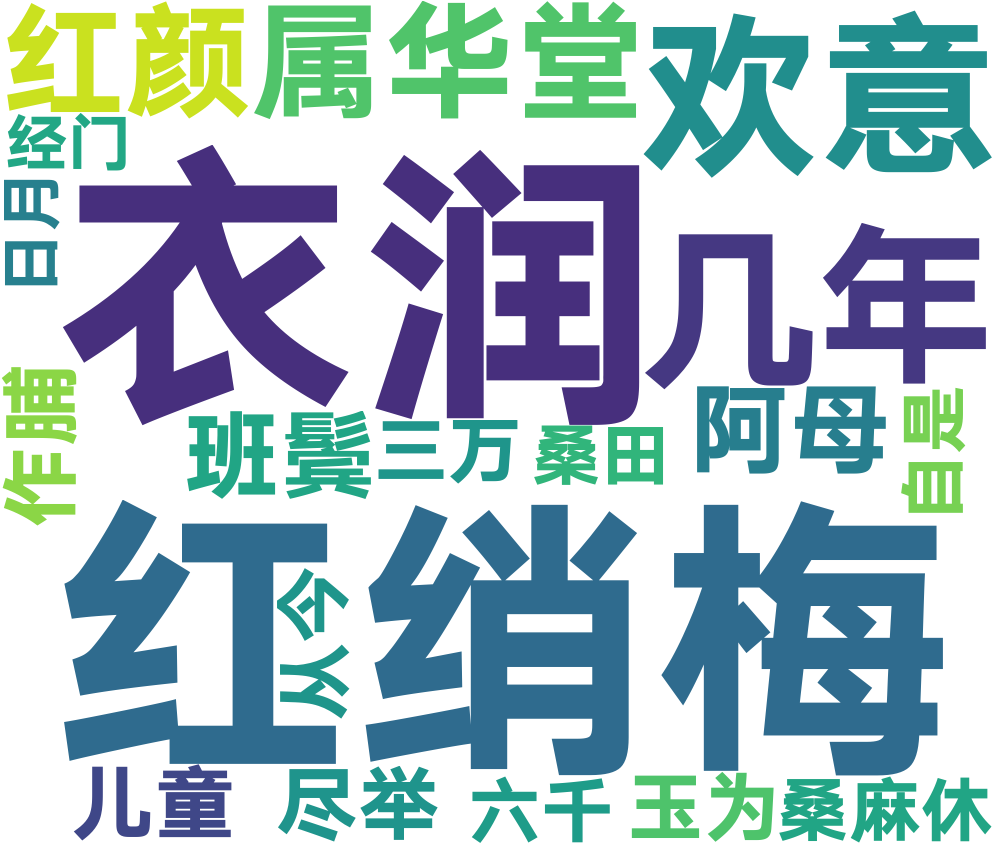 红颜
属华堂
欢意
经门
日月
衣润
几年
作脯
班鬓
三万
桑田
阿母
自是
红绡梅
从今
儿童
尽举
六千
玉为
桑麻休